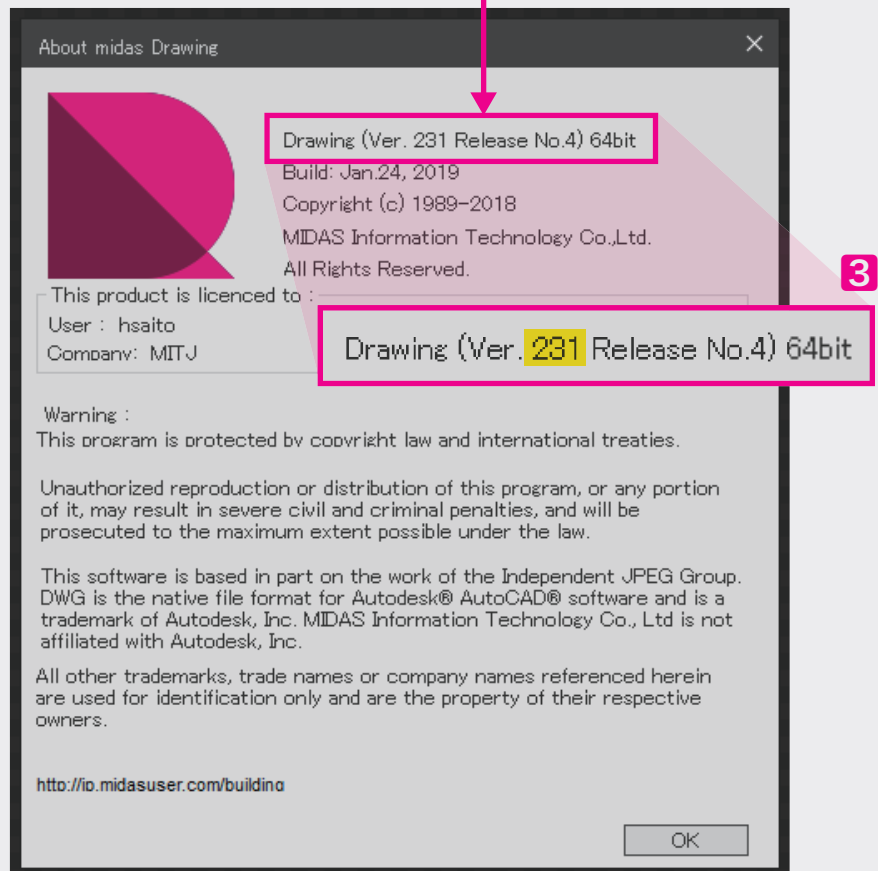 About midas Drawing
Drawing (Ver. 231 Release No.4) 64bit
Build: Jan.24, 2019
Copyright (c) 1989-2018
MIDAS Information Technology Co.,Ltd.
All Rights Reserved.
3
This product is licenced to :
User : hsaito
Company: MITJ
Drawing (Ver. 231 Release No.4) 64bit
Warning :
This program is protected by copyright law and international treaties.
Unauthorized reproduction or distribution of this program, or any portion
of it, may result in severe civil and criminal penalties, and will be
prosecuted to the maximum extent possible under the law.
This software is based in part on the work of the Independent JPEG Group.
DWG is the native file format for Autodesk® AutoCAD® software and is a
trademark of Autodesk, Inc. MIDAS Information Technology Co., Ltd is not
affiliated with Autodesk, Inc.
All other trademarks, trade names or company names referenced herein
are used for identification only and are the property of their respective
owners.
http://jp.midasuser.com/building
OK